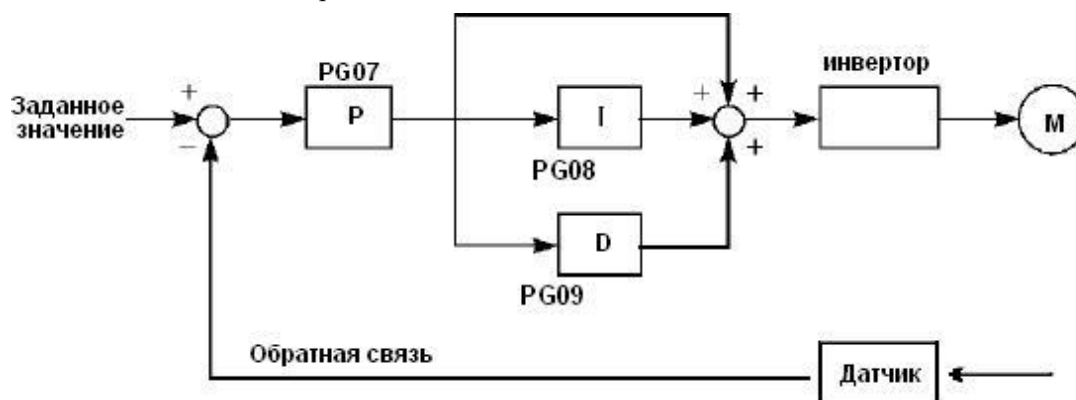 PG07
инвертор
+
Заданное
значение
P
I
+
+
M
–
+
PG08
D
PG09
Обратная связь
Датчик